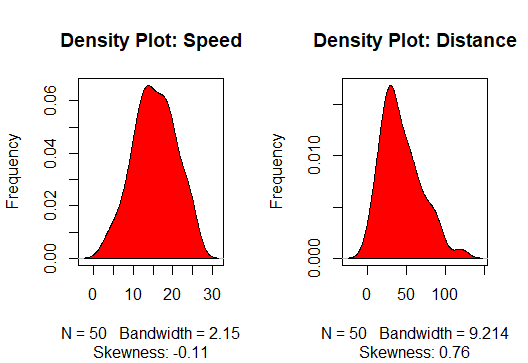 Density Plot: Speed
Frequency
0.00
0.02
0.04
0.06
0
10
20
30
N = 50   Bandwidth = 2.15
Skewness: -0.11
Density Plot: Distance
Frequency
0.000
0.010
0
50
100
N = 50   Bandwidth = 9.214
Skewness: 0.76